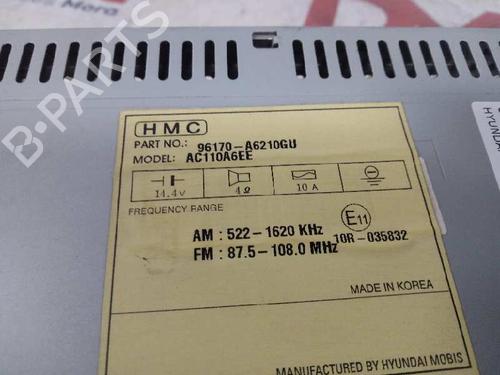 HMC
PART NO.: 96170-A6210GU
MODEL: AC110A6EE
14.4V 4Ω 10 A
FREQUENCY RANGE
AM : 522-1620 KHz
FM : 87.5-108.0 MHz
E11
10R-035832
MADE IN KOREA
MANUFACTURED BY HYUNDAI MOBIS
B-PARTS
HYUNDAI